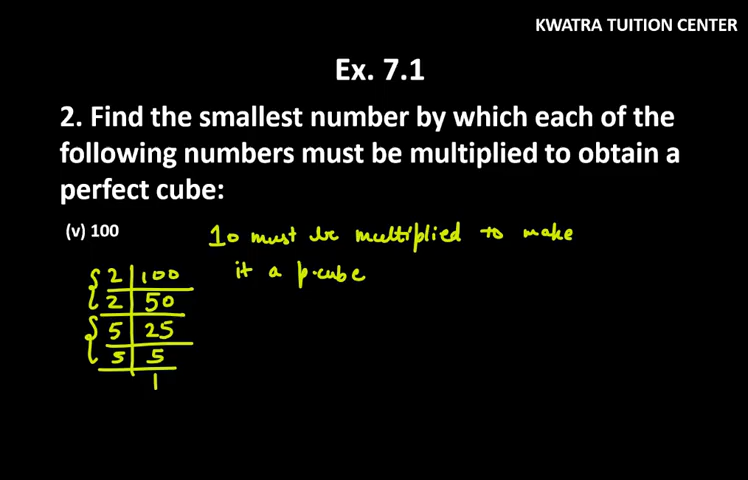 KWATRA TUITION CENTER
Ex. 7.1
2. Find the smallest number by which each of the
following numbers must be multiplied to obtain a
perfect cube:
(v) 100
10 must be multiplied to make
it a p.cube
2 | 100
2 | 50
5 | 25
5 | 5
1